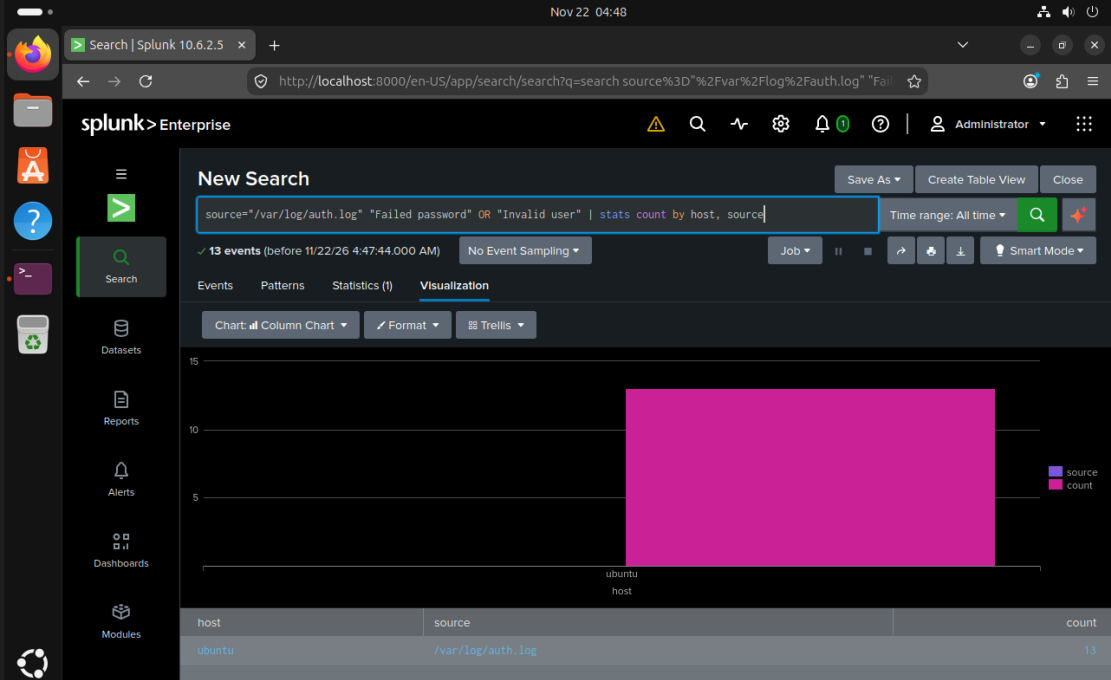 Nov 22 04:48
Search | Splunk 10.6.2.5
http://localhost:8000/en-US/app/search/search?q=search source%3D"%2Fvar%2Flog%2Fauth.log" "Fai
splunk> Enterprise
1
?
Administrator
New Search
Save As
Create Table View
Close
source="/var/log/auth.log" "Failed password" OR "Invalid user" | stats count by host, source
Time range: All time
13 events (before 11/22/26 4:47:44.000 AM)
No Event Sampling
Job
Smart Mode
Events
Patterns
Statistics (1)
Visualization
Chart: Column Chart
Format
Trellis
Search
Datasets
Reports
Alerts
Dashboards
Modules
15
10
5
ubuntu
host
source
count
host source count
ubuntu /var/log/auth.log 13